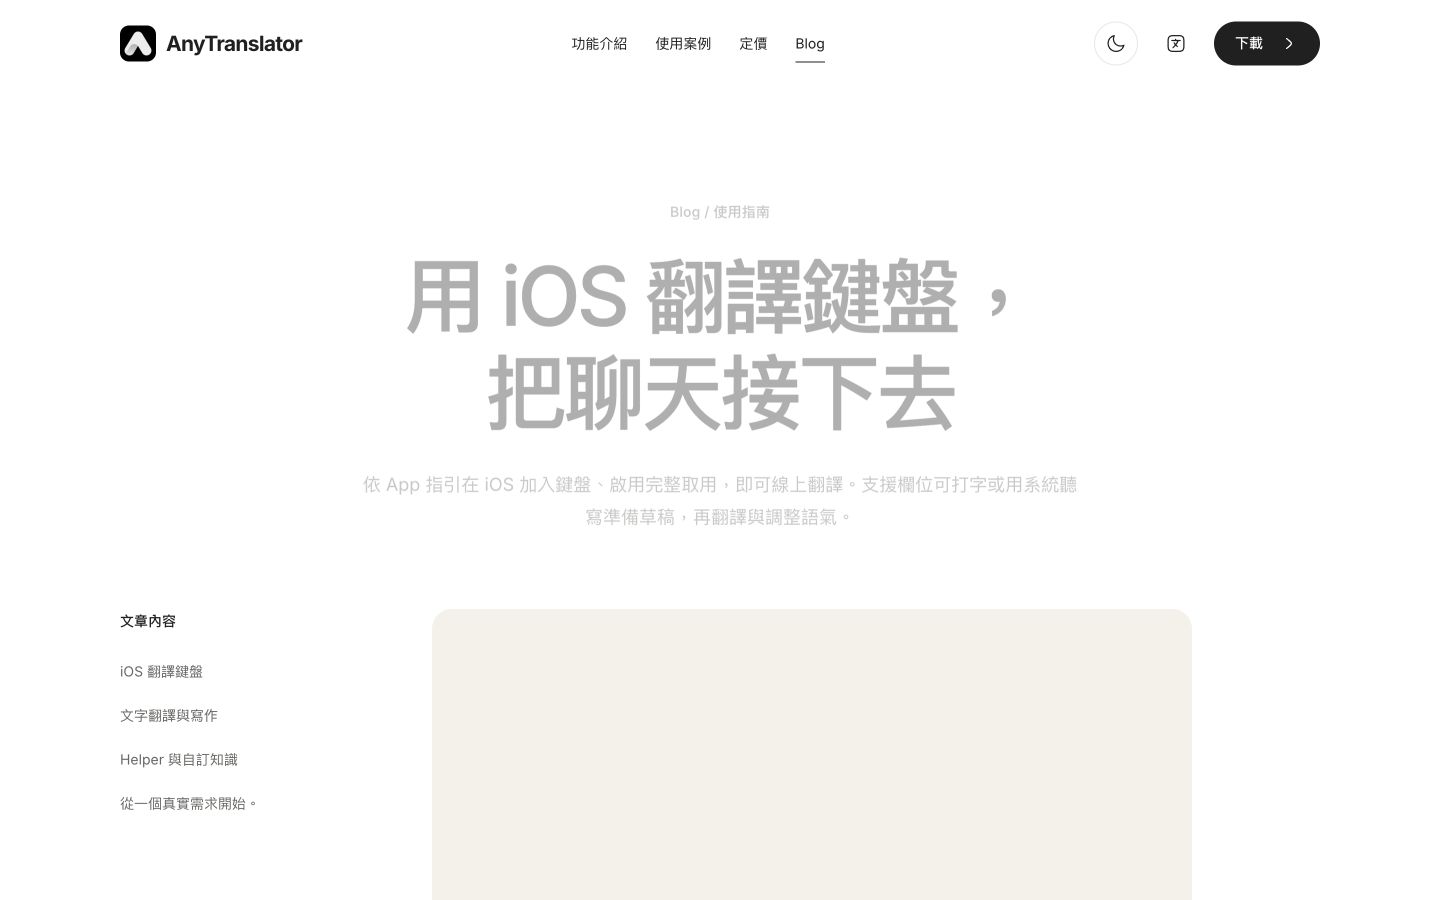 AnyTranslator
功能介紹 使用案例 定價 Blog
下載
Blog / 使用指南
用 iOS 翻譯鍵盤，
把聊天接下去
依 App 指引在 iOS 加入鍵盤、啟用完整取用，即可線上翻譯。支援欄位可打字或用系統聽
寫準備草稿，再翻譯與調整語氣。
文章內容
iOS 翻譯鍵盤
文字翻譯與寫作
Helper 與自訂知識
從一個真實需求開始。